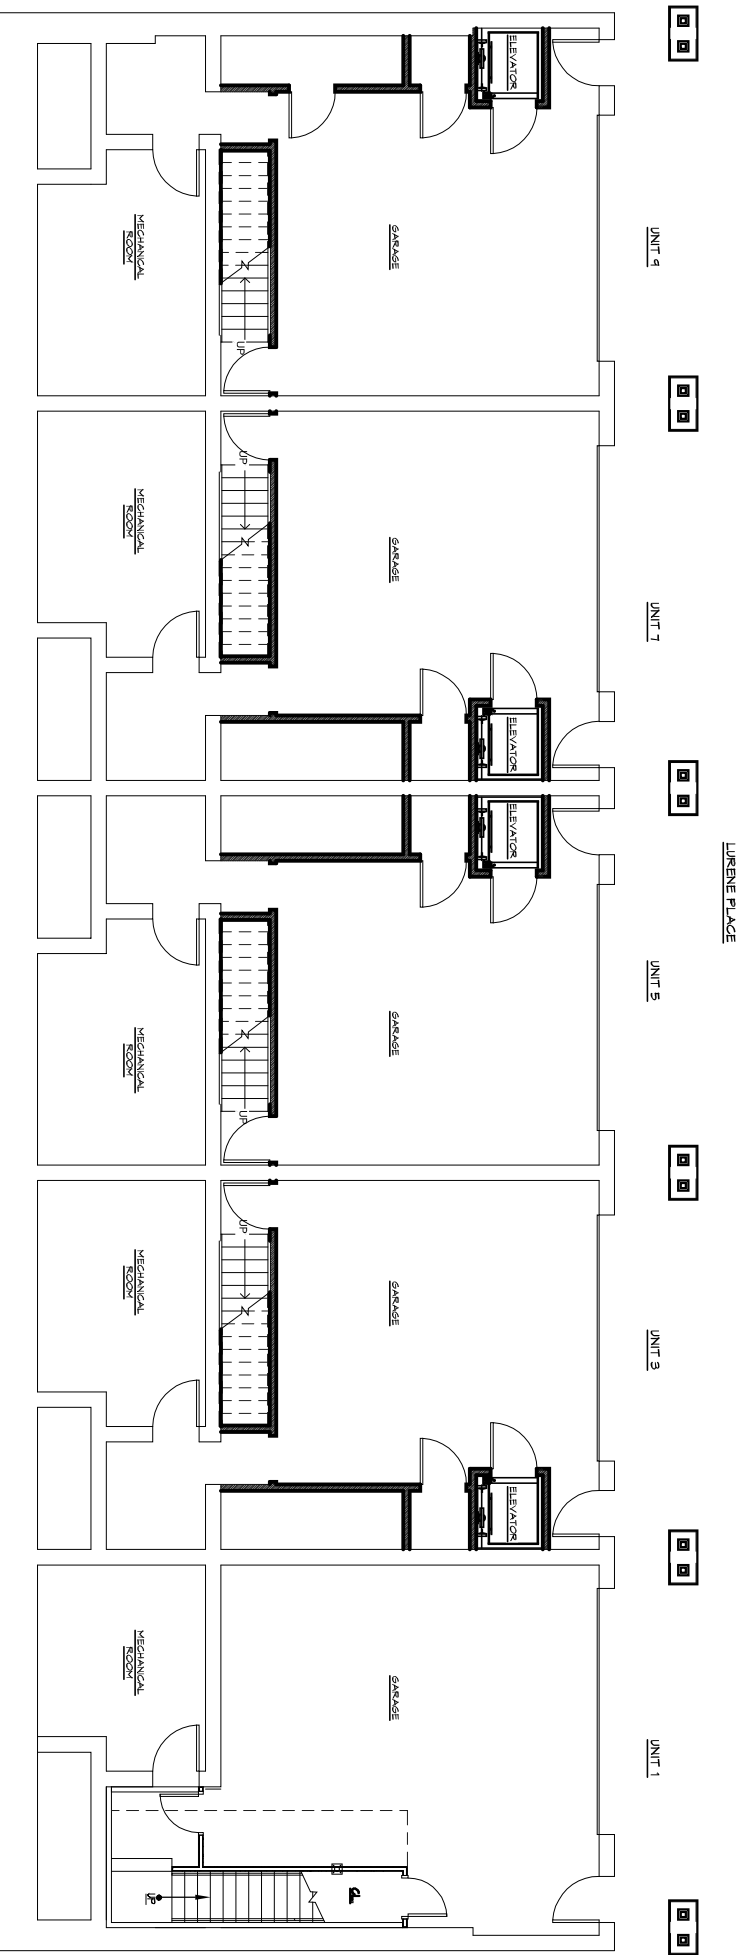 LURENE PLACE
UNIT 9
UNIT 7
UNIT 5
UNIT 3
UNIT 1
ELEVATOR
ELEVATOR
ELEVATOR
ELEVATOR
GARAGE
GARAGE
GARAGE
GARAGE
GARAGE
CL
UP
UP
UP
UP
UP
MECHANICAL
ROOM
MECHANICAL
ROOM
MECHANICAL
ROOM
MECHANICAL
ROOM
MECHANICAL
ROOM